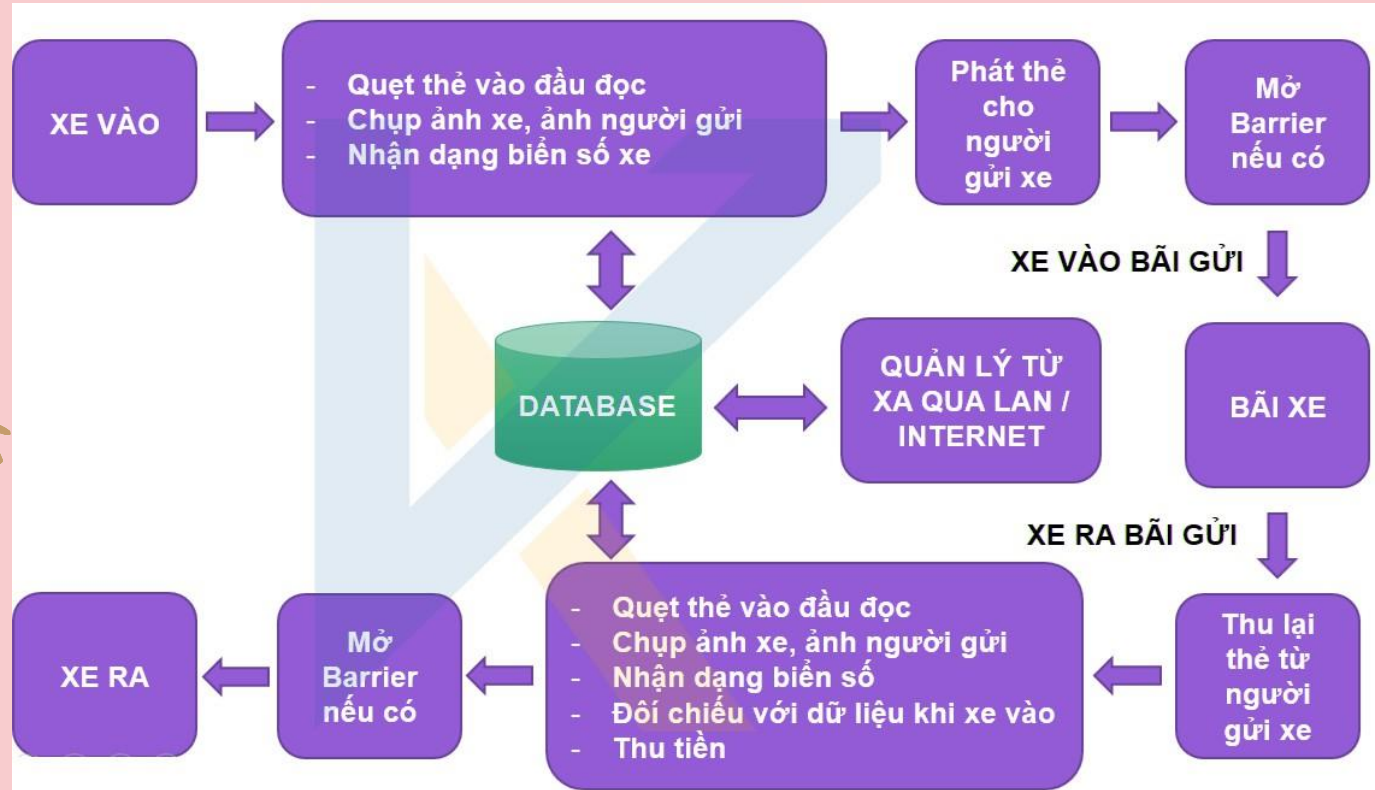 XE VÀO
- Quẹt thẻ vào đầu đọc
- Chụp ảnh xe, ảnh người gửi
- Nhận dạng biển số xe
Phát thẻ
cho
người
gửi xe
Mở
Barrier
nếu có
XE VÀO BÃI GỬI
DATABASE
QUẢN LÝ TỪ
XA QUA LAN /
INTERNET
BÃI XE
XE RA BÃI GỬI
XE RA
Mở
Barrier
nếu có
- Quẹt thẻ vào đầu đọc
- Chụp ảnh xe, ảnh người gửi
- Nhận dạng biển số
- Đôí chiếu với dữ liệu khi xe vào
- Thu tiền
Thu lại
thẻ từ
người
gửi xe